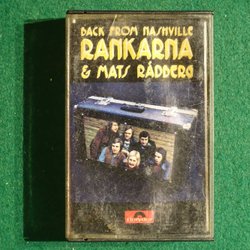 BACK FROM NASHVILLE
RANKARNA
& MATS RÅDBERG